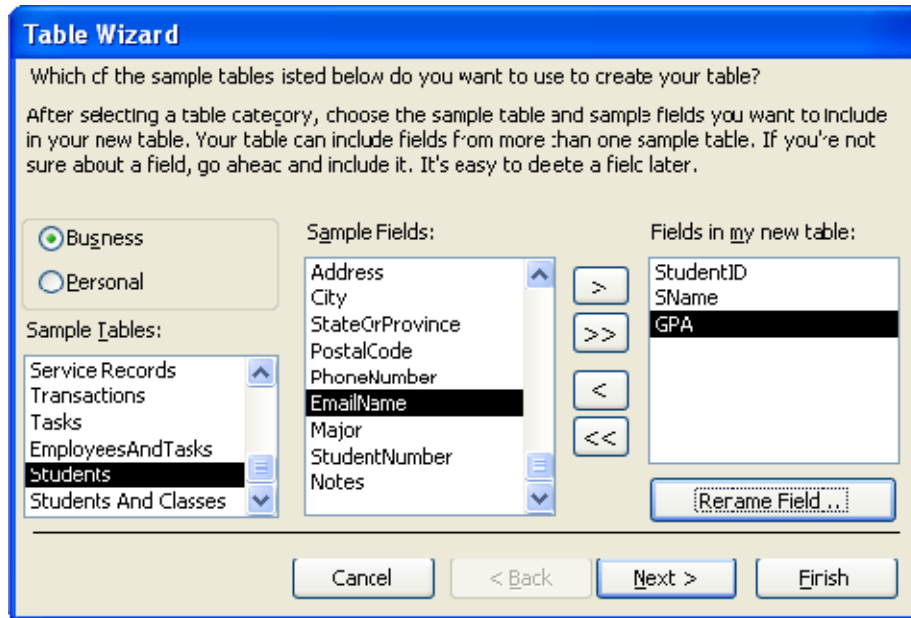 Table Wizard
Which cf the sample tables isted below do you want to use to create your table?
After selecting a table category, choose the sample table and sample fields you want to include
in your new table. Your table can include fields from more than one sample table. If you're not
sure about a field, go aheac and include it. It's easy to deete a fielc later.
Busness
Personal
Sample Tables:
Service Records
Transactions
Tasks
EmployeesAndTasks
Students
Students And Classes
Sample Fields:
Address
City
StateOrProvince
PostalCode
PhoneNumber
EmailName
Major
StudentNumber
Notes
>
>>
<
<<
Fields in my new table:
StudentID
SName
GPA
Rename Field ...
Cancel
< Back
Next >
Firish